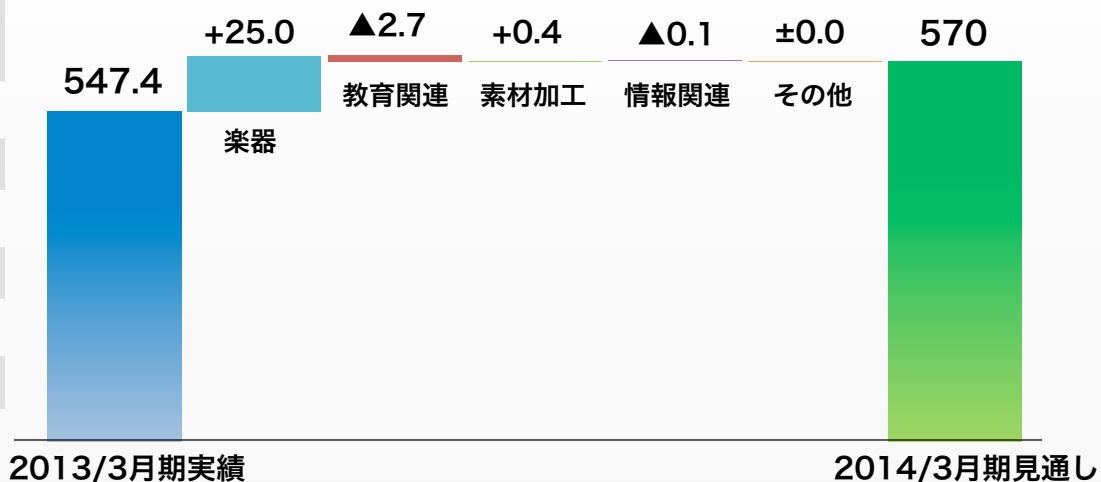 547.4
+25.0
楽器
▲2.7
教育関連
+0.4
素材加工
▲0.1
情報関連
±0.0
その他
570
2013/3月期実績
2014/3月期見通し